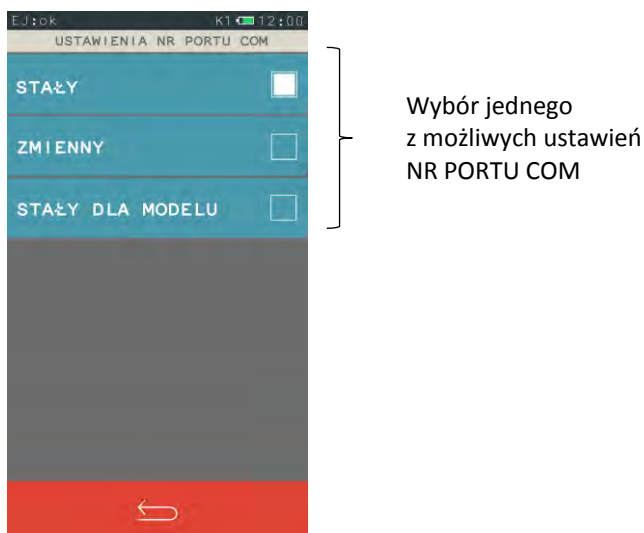 EJ:ok K1 12:00
USTAWIENIA NR PORTU COM
STAŁY
ZMIENNY
STAŁY DLA MODELU
Wybór jednego
z możliwych ustawień
NR PORTU COM